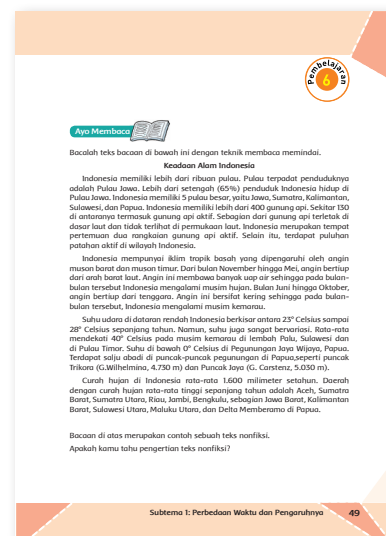 Pembelajaran
6
Ayo Membaca
Bacalah teks bacaan di bawah ini dengan teknik membaca memindai.
Keadaan Alam Indonesia
Indonesia memiliki lebih dari ribuan pulau. Pulau terpadat penduduknya
adalah Pulau Jawa. Lebih dari setengah (65%) penduduk Indonesia hidup di
Pulau Jawa. Indonesia memiliki 5 pulau besar, yaitu Jawa, Sumatra, Kalimantan,
Sulawesi, dan Papua. Indonesia memiliki lebih dari 400 gunung api. Sekitar 130
di antaranya termasuk gunung api aktif. Sebagian dari gunung api terletak di
dasar laut dan tidak terlihat di permukaan laut. Indonesia merupakan tempat
pertemuan dua rangkaian gunung api aktif. Selain itu, terdapat puluhan
patahan aktif di wilayah Indonesia.
Indonesia mempunyai iklim tropik basah yang dipengaruhi oleh angin
muson barat dan muson timur. Dari bulan November hingga Mei, angin bertiup
dari arah barat laut. Angin ini membawa banyak uap air sehingga pada bulan-
bulan tersebut Indonesia mengalami musim hujan. Bulan Juni hingga Oktober,
angin bertiup dari tenggara. Angin ini bersifat kering sehingga pada bulan-
bulan tersebut, Indonesia mengalami musim kemarau.
Suhu udara di dataran rendah Indonesia berkisar antara 23° Celsius sampai
28° Celsius sepanjang tahun. Namun, suhu juga sangat bervariasi. Rata-rata
mendekati 40° Celsius pada musim kemarau di lembah Palu, Sulawesi dan
di Pulau Timor. Suhu di bawah 0° Celsius di Pegunungan Jaya Wijaya, Papua.
Terdapat salju abadi di puncak-puncak pegunungan di Papua,seperti puncak
Trikora (G.Wilhelmina, 4.730 m) dan Puncak Jaya (G. Carstenz, 5.030 m).
Curah hujan di Indonesia rata-rata 1.600 milimeter setahun. Daerah
dengan curah hujan rata-rata tinggi sepanjang tahun adalah Aceh, Sumatra
Barat, Sumatra Utara, Riau, Jambi, Bengkulu, sebagian Jawa Barat, Kalimantan
Barat, Sulawesi Utara, Maluku Utara, dan Delta Memberamo di Papua.
Bacaan di atas merupakan contoh sebuah teks nonfiksi.
Apakah kamu tahu pengertian teks nonfiksi?
Subtema 1: Perbedaan Waktu dan Pengaruhnya 49